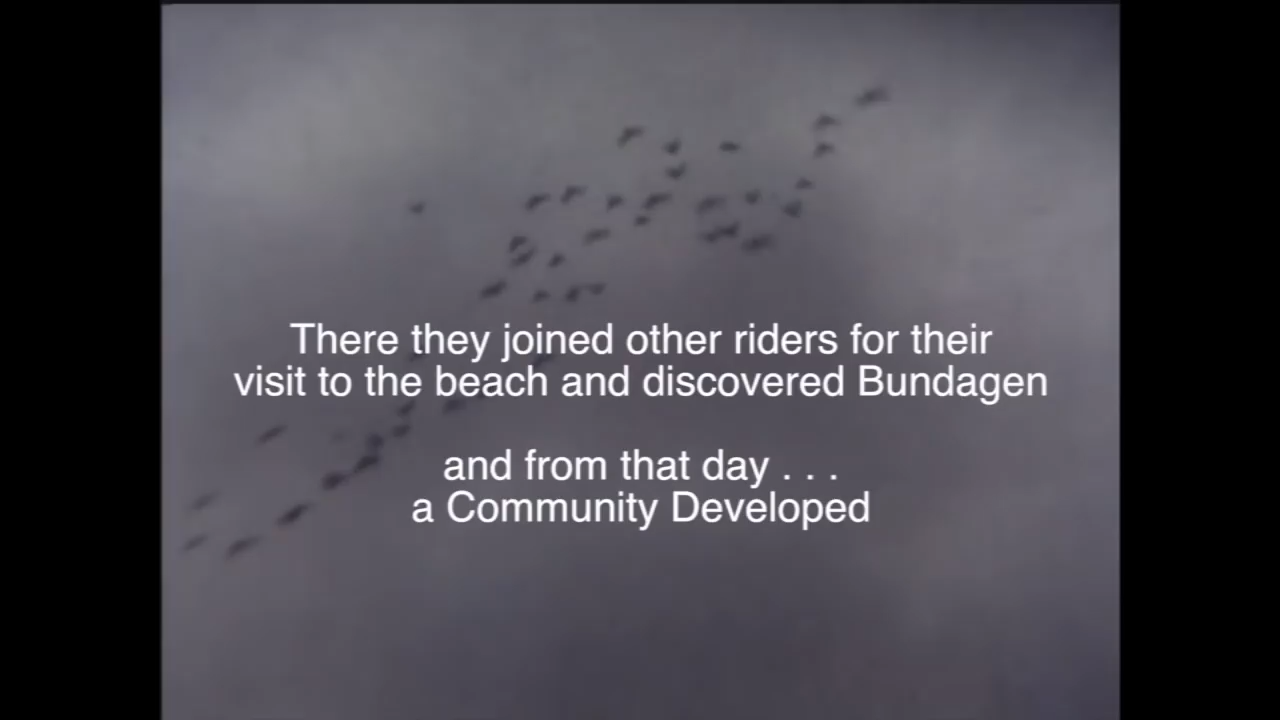 There they joined other riders for their
visit to the beach and discovered Bundagen
and from that day . . .
a Community Developed